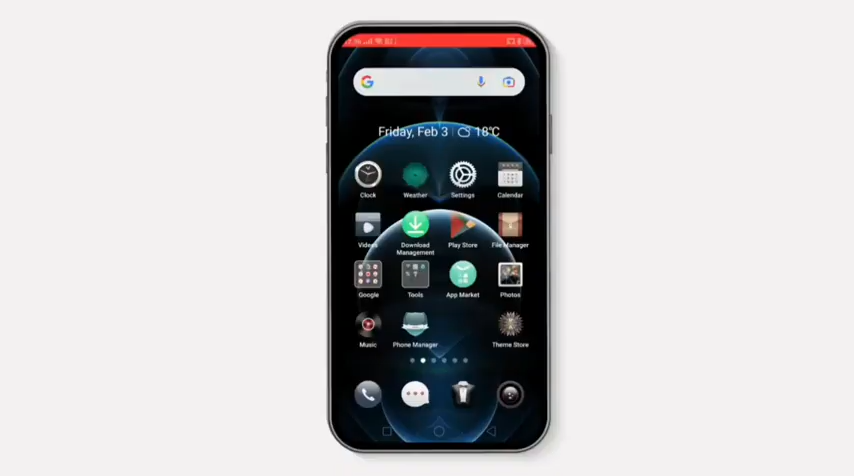 Friday, Feb 3 18℃
Clock Weather Settings Calendar
Videos Download Management Play Store File Manager
Google Tools App Market Photos
Music Phone Manager Theme Store